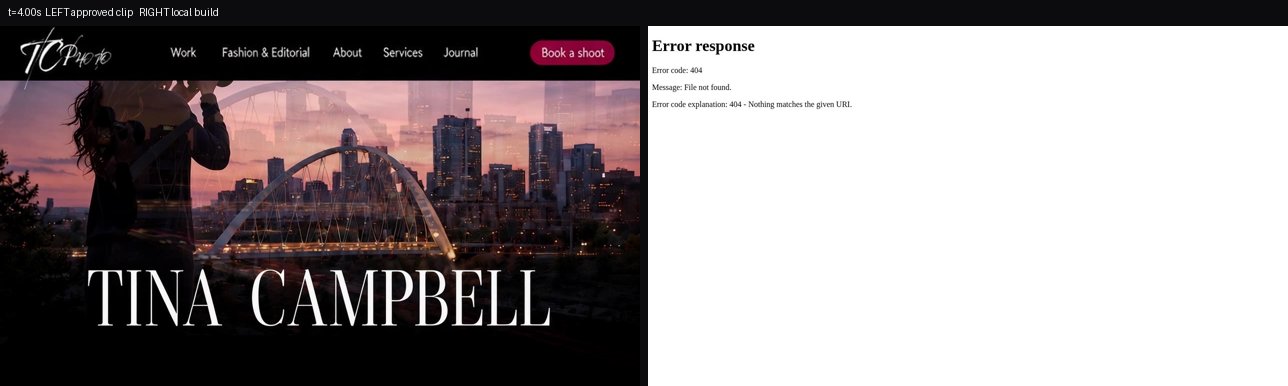 t=4.00s LEFT approved clip RIGHT local build
TCPHOTO
Work Fashion & Editorial About Services Journal Book a shoot
TINA CAMPBELL
Error response
Error code: 404
Message: File not found.
Error code explanation: 404 - Nothing matches the given URI.